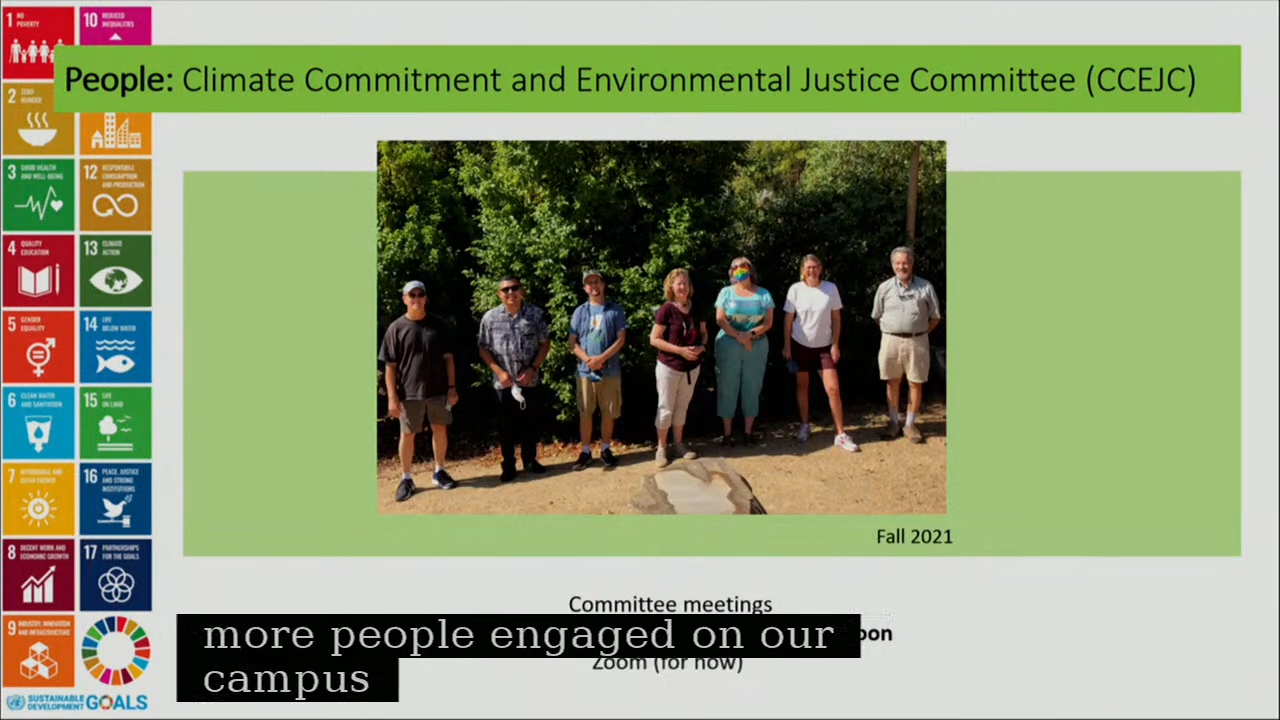 People: Climate Commitment and Environmental Justice Committee (CCEJC)
1 NO POVERTY
10 REDUCED INEQUALITIES
2 ZERO HUNGER
3 GOOD HEALTH AND WELL-BEING
12 RESPONSIBLE CONSUMPTION AND PRODUCTION
4 QUALITY EDUCATION
13 CLIMATE ACTION
5 GENDER EQUALITY
14 LIFE BELOW WATER
6 CLEAN WATER AND SANITATION
15 LIFE ON LAND
7 AFFORDABLE AND CLEAN ENERGY
16 PEACE, JUSTICE AND STRONG INSTITUTIONS
8 DECENT WORK AND ECONOMIC GROWTH
17 PARTNERSHIPS FOR THE GOALS
9 INDUSTRY, INNOVATION AND INFRASTRUCTURE
SUSTAINABLE DEVELOPMENT GOALS
Fall 2021
Committee meetings
Zoom (for now)
more people engaged on our
campus